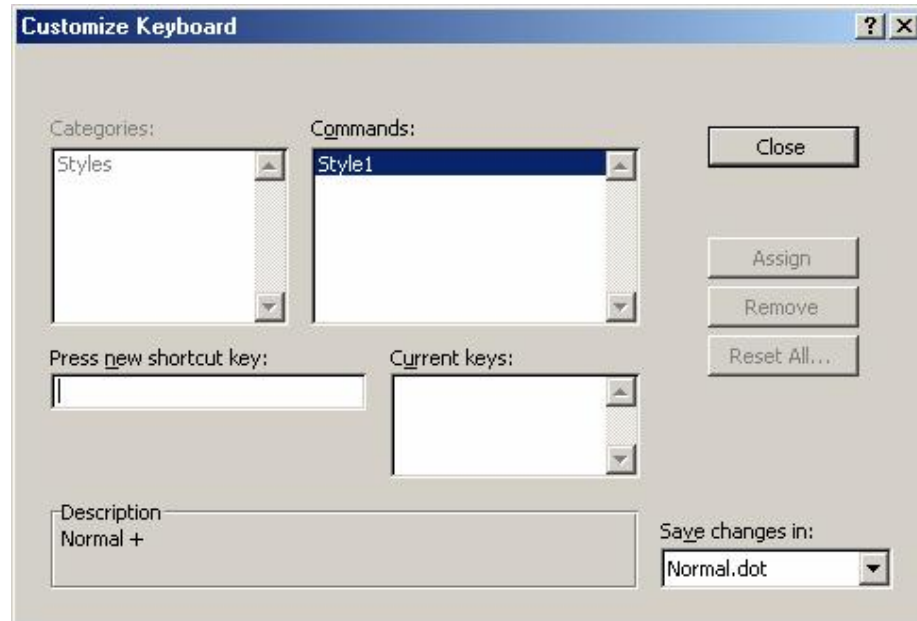 Customize Keyboard
Categories:
Commands:
Close
Styles
Style1
Assign
Remove
Reset All...
Press new shortcut key:
Current keys:
Description
Normal +
Save changes in:
Normal.dot